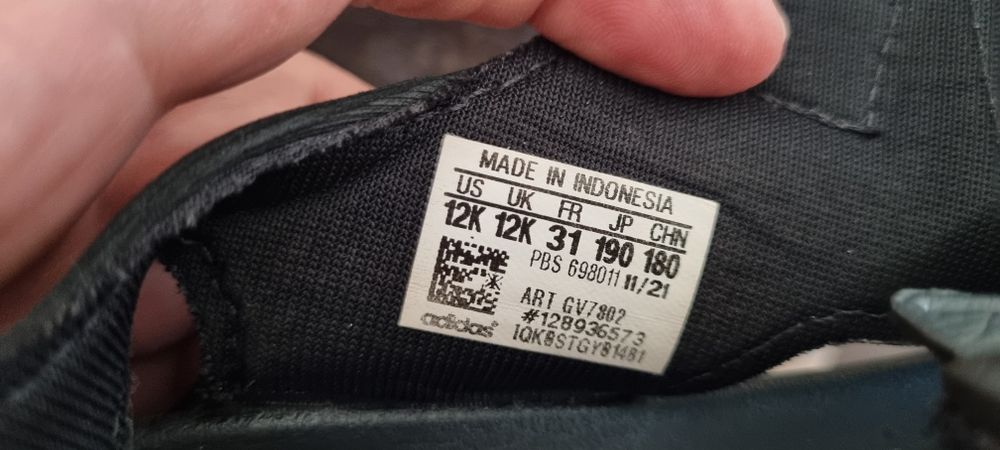 MADE IN INDONESIA
US UK FR JP CHN
12K 12K 31 190 180
PBS 698011 11/21
ART GV7802
#128936573
adidas
1QK8STGY81481